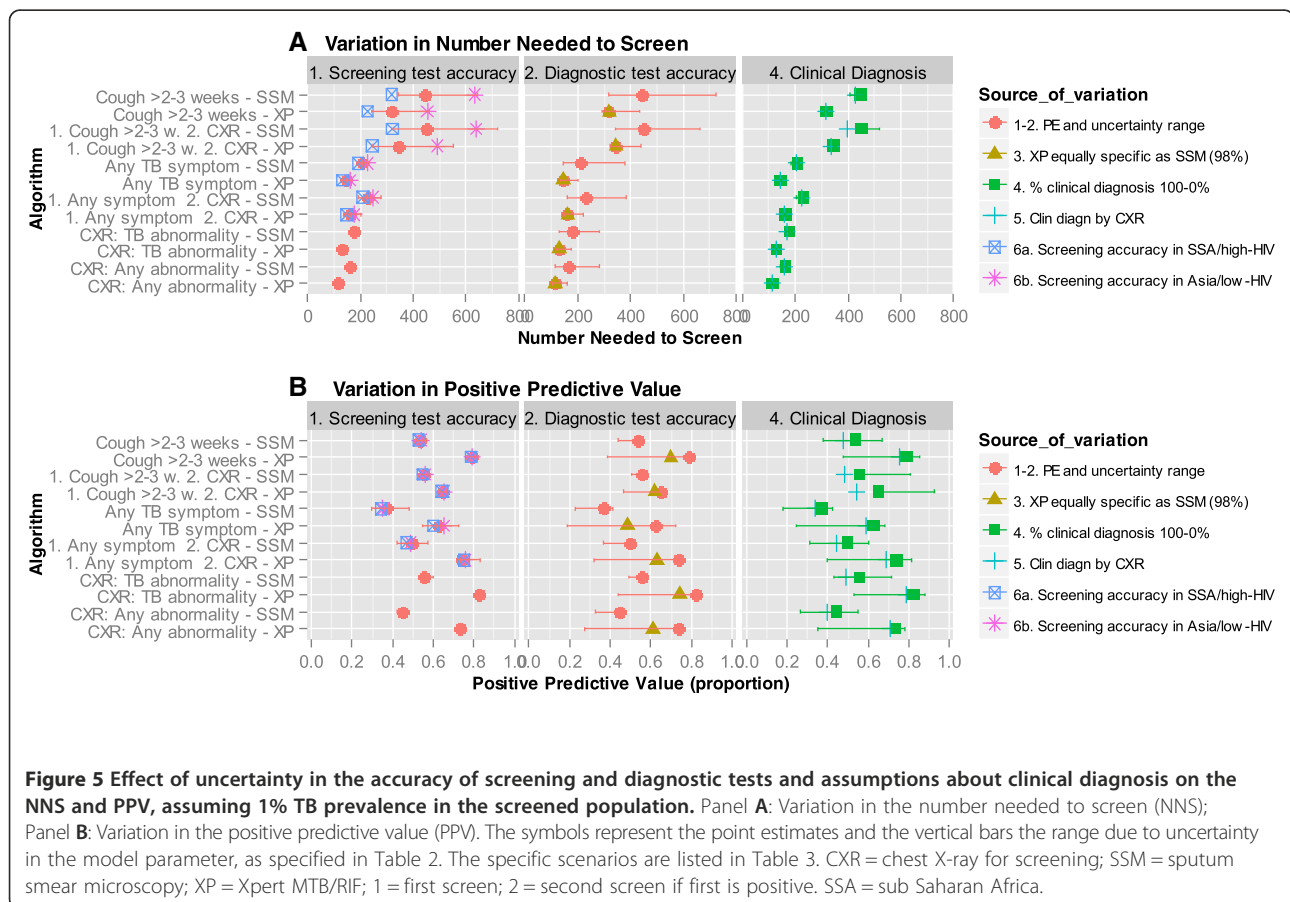 A Variation in Number Needed to Screen
1. Screening test accuracy 2. Diagnostic test accuracy 4. Clinical Diagnosis
Algorithm
Cough >2-3 weeks - SSM
Cough >2-3 weeks - XP
1. Cough >2-3 w. 2. CXR - SSM
1. Cough >2-3 w. 2. CXR - XP
Any TB symptom - SSM
Any TB symptom - XP
1. Any symptom 2. CXR - SSM
1. Any symptom 2. CXR - XP
CXR: TB abnormality - SSM
CXR: TB abnormality - XP
CXR: Any abnormality - SSM
CXR: Any abnormality - XP
0 200 400 600 800 0 200 400 600 800 0 200 400 600 800
Number Needed to Screen
Source_of_variation
1-2. PE and uncertainty range
3. XP equally specific as SSM (98%)
4. % clinical diagnosis 100-0%
5. Clin diagn by CXR
6a. Screening accuracy in SSA/high-HIV
6b. Screening accuracy in Asia/low-HIV
B Variation in Positive Predictive Value
1. Screening test accuracy 2. Diagnostic test accuracy 4. Clinical Diagnosis
Algorithm
Cough >2-3 weeks - SSM
Cough >2-3 weeks - XP
1. Cough >2-3 w. 2. CXR - SSM
1. Cough >2-3 w. 2. CXR - XP
Any TB symptom - SSM
Any TB symptom - XP
1. Any symptom 2. CXR - SSM
1. Any symptom 2. CXR - XP
CXR: TB abnormality - SSM
CXR: TB abnormality - XP
CXR: Any abnormality - SSM
CXR: Any abnormality - XP
0.0 0.2 0.4 0.6 0.8 1.0 0.0 0.2 0.4 0.6 0.8 1.0 0.0 0.2 0.4 0.6 0.8 1.0
Positive Predictive Value (proportion)
Source_of_variation
1-2. PE and uncertainty range
3. XP equally specific as SSM (98%)
4. % clinical diagnosis 100-0%
5. Clin diagn by CXR
6a. Screening accuracy in SSA/high-HIV
6b. Screening accuracy in Asia/low-HIV
Figure 5 Effect of uncertainty in the accuracy of screening and diagnostic tests and assumptions about clinical diagnosis on the
NNS and PPV, assuming 1% TB prevalence in the screened population. Panel A: Variation in the number needed to screen (NNS);
Panel B: Variation in the positive predictive value (PPV). The symbols represent the point estimates and the vertical bars the range due to uncertainty
in the model parameter, as specified in Table 2. The specific scenarios are listed in Table 3. CXR = chest X-ray for screening; SSM = sputum
smear microscopy; XP = Xpert MTB/RIF; 1 = first screen; 2 = second screen if first is positive. SSA = sub Saharan Africa.